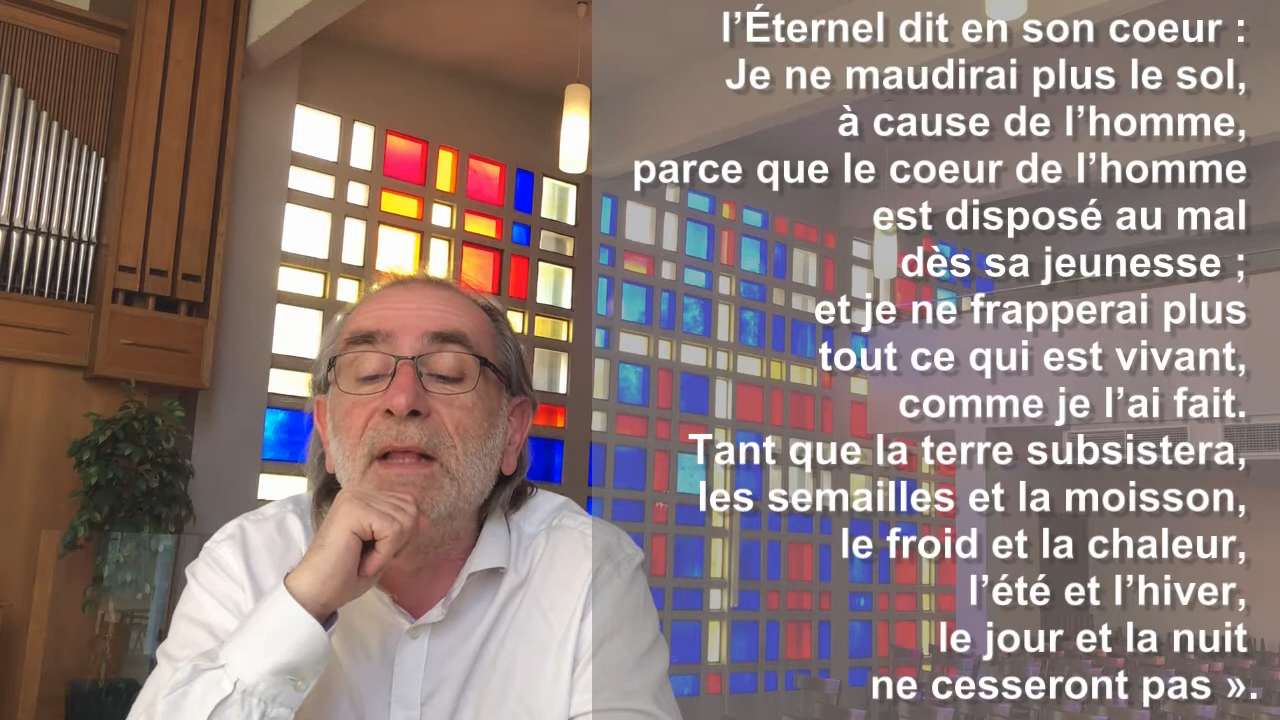 l’Éternel dit en son coeur :
Je ne maudirai plus le sol,
à cause de l’homme,
parce que le coeur de l’homme
est disposé au mal
dès sa jeunesse ;
et je ne frapperai plus
tout ce qui est vivant,
comme je l’ai fait.
Tant que la terre subsistera,
les semailles et la moisson,
le froid et la chaleur,
l’été et l’hiver,
le jour et la nuit
ne cesseront pas ».